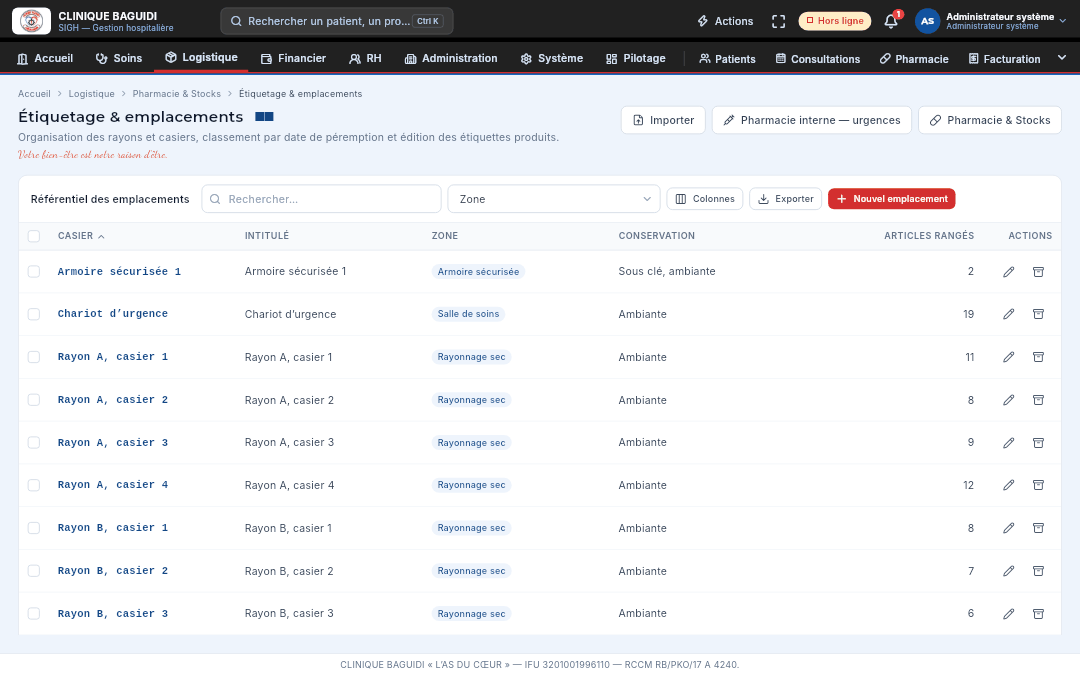 CLINIQUE BAGUIDI
SIGH — Gestion hospitalière
Rechercher un patient, un pro... Ctrl K
Actions
Hors ligne
1
AS
Administrateur système
Administrateur système
Accueil Soins Logistique Financier RH Administration Système Pilotage Patients Consultations Pharmacie Facturation
Accueil > Logistique > Pharmacie & Stocks > Étiquetage & emplacements
Étiquetage & emplacements
Organisation des rayons et casiers, classement par date de péremption et édition des étiquettes produits.
Votre bien-être est notre raison d'être.
Importer Pharmacie interne — urgences Pharmacie & Stocks
Référentiel des emplacements Rechercher... Zone Colonnes Exporter Nouvel emplacement
CASIER INTITULÉ ZONE CONSERVATION ARTICLES RANGÉS ACTIONS
Armoire sécurisée 1 Armoire sécurisée 1 Armoire sécurisée Sous clé, ambiante 2
Chariot d’urgence Chariot d’urgence Salle de soins Ambiante 19
Rayon A, casier 1 Rayon A, casier 1 Rayonnage sec Ambiante 11
Rayon A, casier 2 Rayon A, casier 2 Rayonnage sec Ambiante 8
Rayon A, casier 3 Rayon A, casier 3 Rayonnage sec Ambiante 9
Rayon A, casier 4 Rayon A, casier 4 Rayonnage sec Ambiante 12
Rayon B, casier 1 Rayon B, casier 1 Rayonnage sec Ambiante 8
Rayon B, casier 2 Rayon B, casier 2 Rayonnage sec Ambiante 7
Rayon B, casier 3 Rayon B, casier 3 Rayonnage sec Ambiante 6
CLINIQUE BAGUIDI « L'AS DU CŒUR » — IFU 3201001996110 — RCCM RB/PKO/17 A 4240.